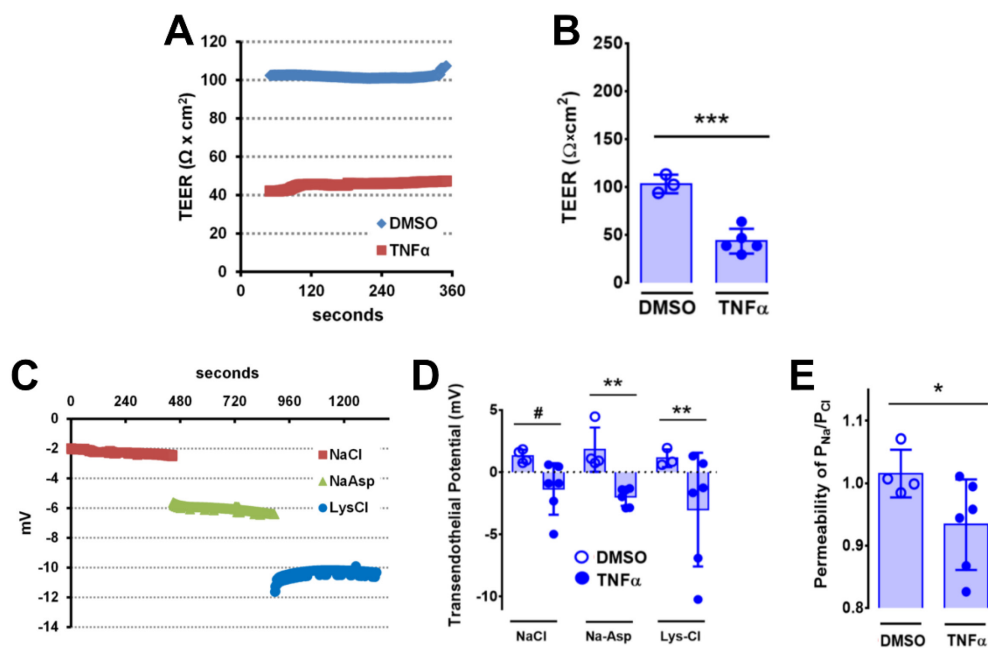 A
TEER (Ω x cm²)
120
100
80
60
40
20
0
DMSO
TNFα
0 120 240 360
seconds
B
TEER (Ω×cm²)
250
200
150
100
50
0
***
DMSO TNFα
C
seconds
0 240 480 720 960 1200
mV
-2
-4
-6
-8
-10
-12
-14
NaCl
NaAsp
LysCl
D
Transendothelial Potential (mV)
5
0
-5
-10
#
**
**
DMSO
TNFα
NaCl Na-Asp Lys-Cl
E
Permeability of PNa/PCl
1.1
1.0
0.9
0.8
*
DMSO TNFα